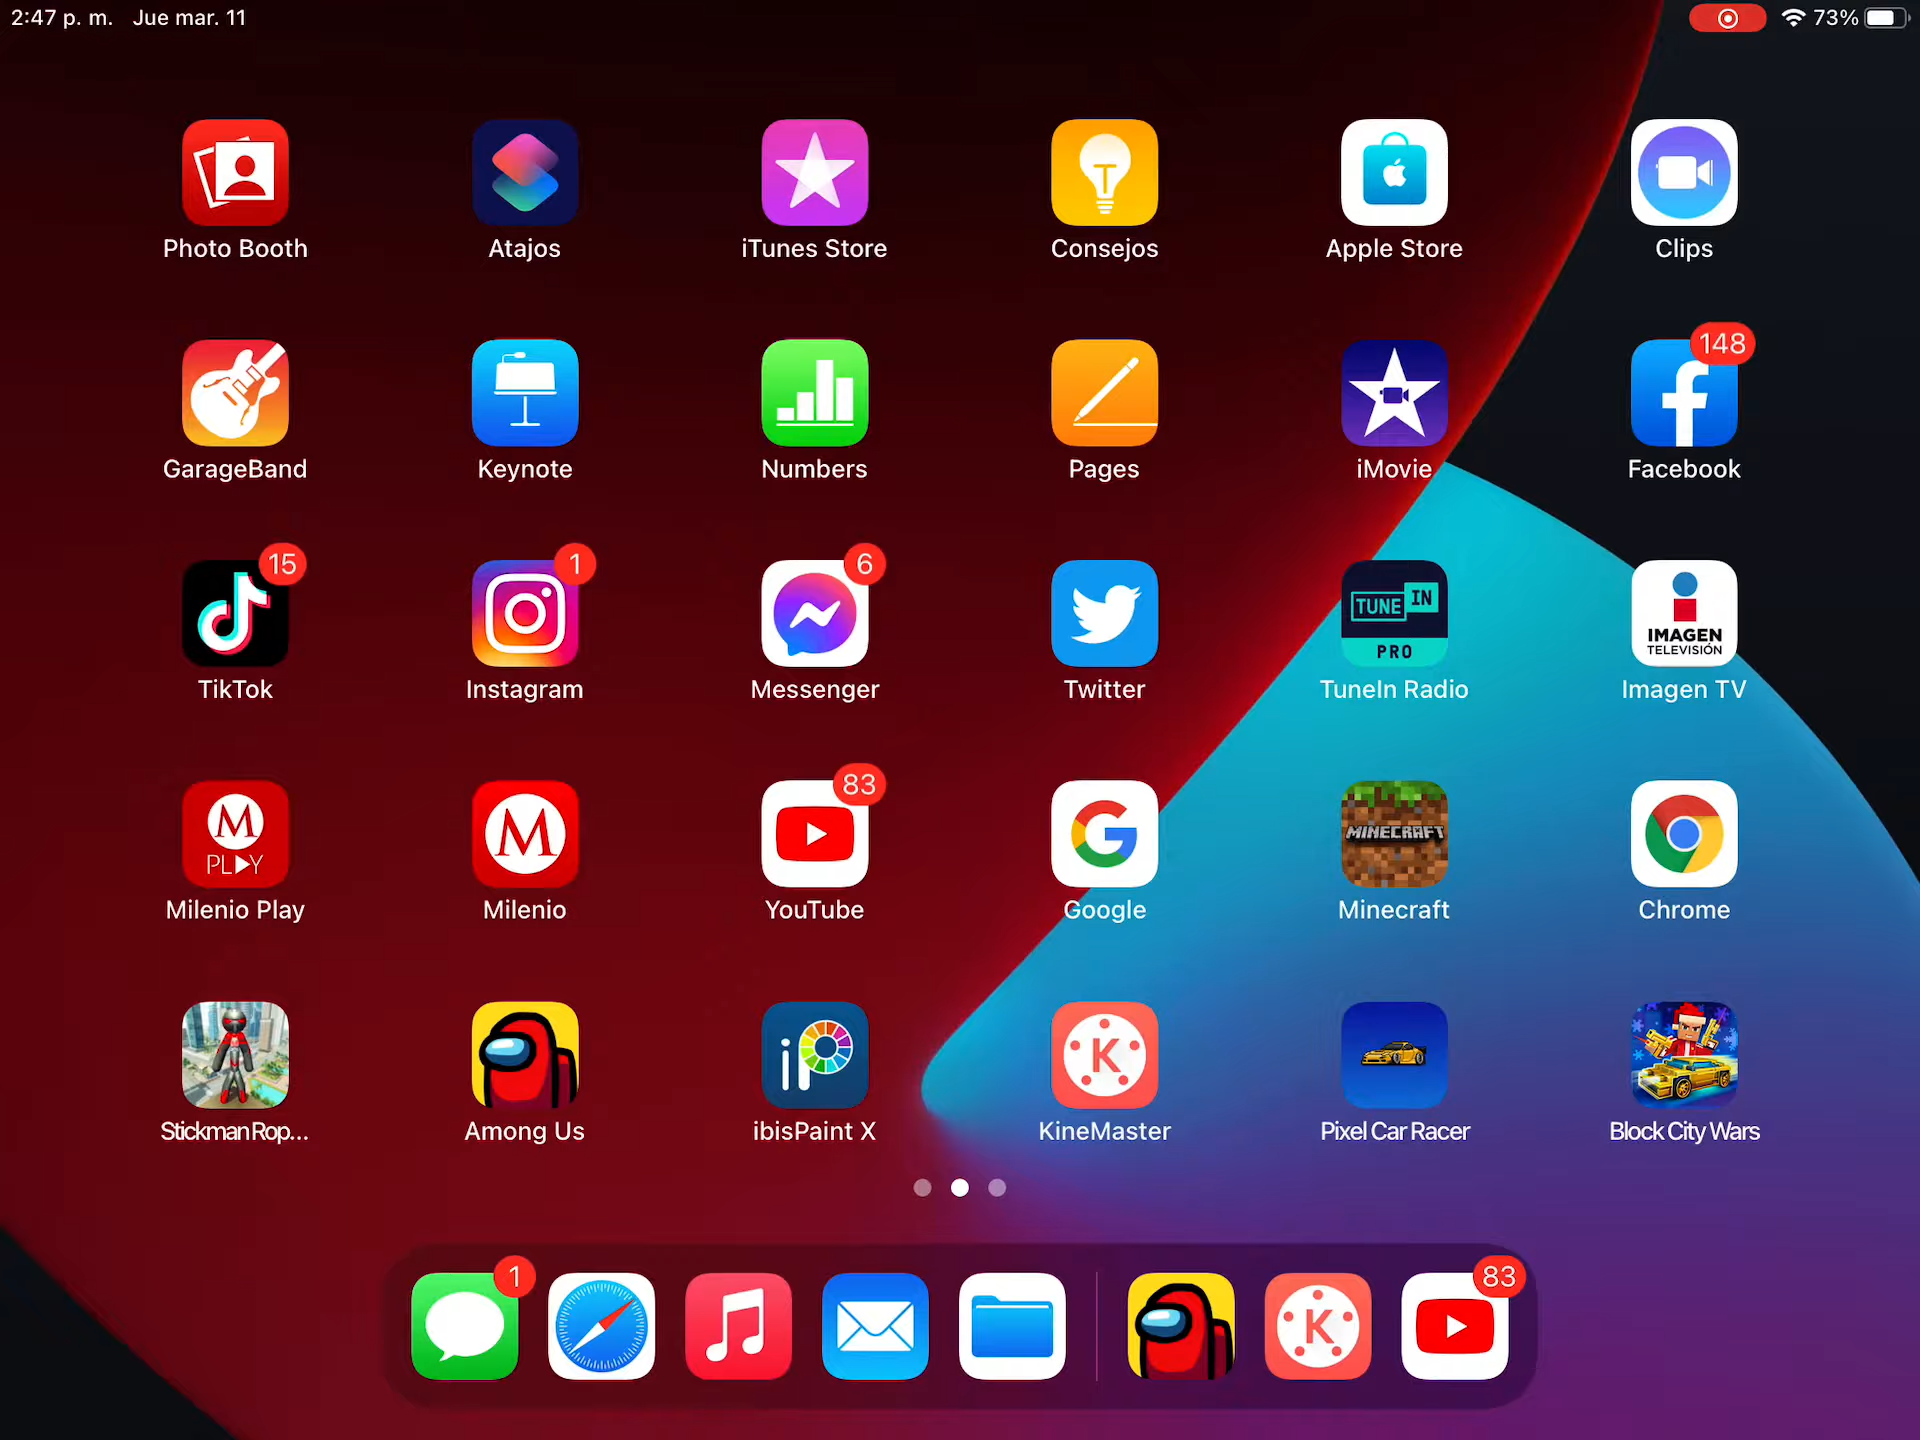 2:47 p. m. Jue mar. 11
73%
Photo Booth
Atajos
iTunes Store
Consejos
Apple Store
Clips
148
GarageBand
Keynote
Numbers
Pages
iMovie
Facebook
15
1
6
TUNE IN
PRO
IMAGEN
TELEVISIÓN
TikTok
Instagram
Messenger
Twitter
TuneIn Radio
Imagen TV
M
PLAY
M
83
G
MINECRAFT
Milenio Play
Milenio
YouTube
Google
Minecraft
Chrome
iP
K
Stickman Rop...
Among Us
ibisPaint X
KineMaster
Pixel Car Racer
Block City Wars
1
K
83